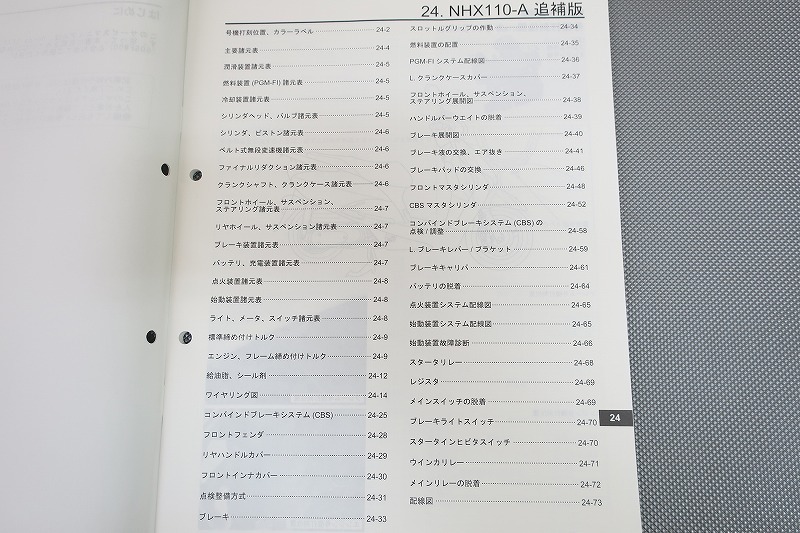 24. NHX110-A 追補版
号機打刻位置、カラーラベル 24-2
主要諸元表 24-4
潤滑装置諸元表 24-5
燃料装置 (PGM-FI) 諸元表 24-5
冷却装置諸元表 24-5
シリンダヘッド、バルブ諸元表 24-5
シリンダ、ピストン諸元表 24-6
ベルト式無段変速機諸元表 24-6
ファイナルリダクション諸元表 24-6
クランクシャフト、クランクケース諸元表 24-6
フロントホイール、サスペンション、
ステアリング諸元表 24-7
リヤホイール、サスペンション諸元表 24-7
ブレーキ装置諸元表 24-7
バッテリ、充電装置諸元表 24-7
点火装置諸元表 24-8
始動装置諸元表 24-8
ライト、メータ、スイッチ諸元表 24-8
標準締め付けトルク 24-9
エンジン、フレーム締め付けトルク 24-9
給油脂、シール剤 24-12
ワイヤリング図 24-14
コンバインドブレーキシステム (CBS) 24-25
フロントフェンダ 24-28
リヤハンドルカバー 24-29
フロントインナカバー 24-30
点検整備方式 24-31
ブレーキ 24-33
スロットルグリップの作動 24-34
燃料装置の配置 24-35
PGM-FI システム配線図 24-36
L. クランクケースカバー 24-37
フロントホイール、サスペンション、
ステアリング展開図 24-38
ハンドルバーウエイトの脱着 24-39
ブレーキ展開図 24-40
ブレーキ液の交換、エア抜き 24-41
ブレーキパッドの交換 24-46
フロントマスタシリンダ 24-48
CBS マスタシリンダ 24-52
コンバインドブレーキシステム (CBS) の
点検 / 調整 24-58
L. ブレーキレバー / ブラケット 24-59
ブレーキキャリパ 24-61
バッテリの脱着 24-64
点火装置システム配線図 24-65
始動装置システム配線図 24-65
始動装置故障診断 24-66
スタータリレー 24-68
レジスタ 24-69
メインスイッチの脱着 24-69
ブレーキライトスイッチ 24-70
スタータインヒビタスイッチ 24-70
ウインカリレー 24-71
メインリレーの脱着 24-72
配線図 24-73
24